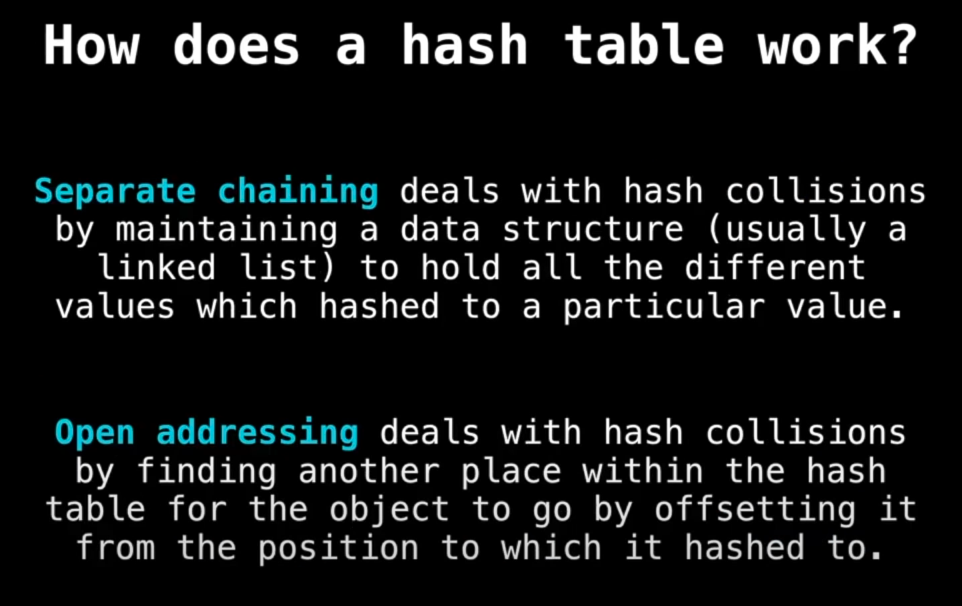 How does a hash table work?
Separate chaining deals with hash collisions
by maintaining a data structure (usually a
linked list) to hold all the different
values which hashed to a particular value.
Open addressing deals with hash collisions
by finding another place within the hash
table for the object to go by offsetting it
from the position to which it hashed to.